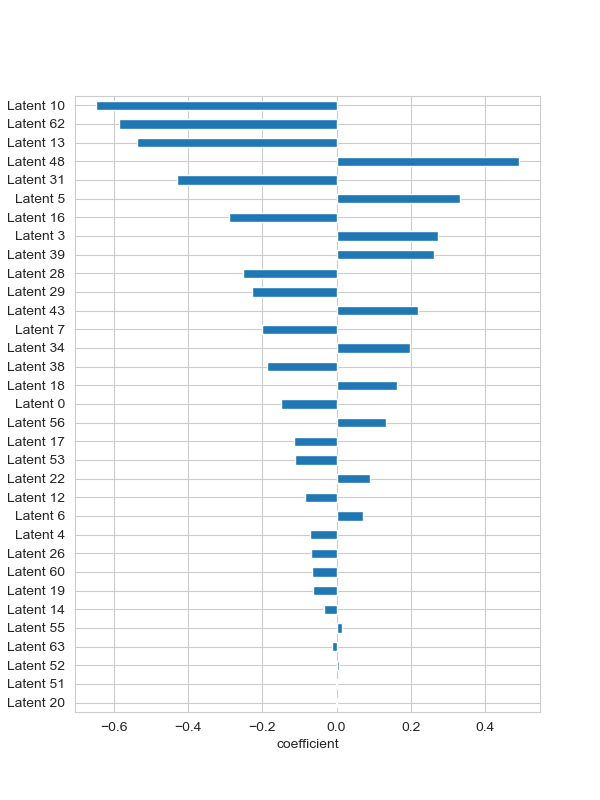 Latent 10
Latent 62
Latent 13
Latent 48
Latent 31
Latent 5
Latent 16
Latent 3
Latent 39
Latent 28
Latent 29
Latent 43
Latent 7
Latent 34
Latent 38
Latent 18
Latent 0
Latent 56
Latent 17
Latent 53
Latent 22
Latent 12
Latent 6
Latent 4
Latent 26
Latent 60
Latent 19
Latent 14
Latent 55
Latent 63
Latent 52
Latent 51
Latent 20
−0.6 −0.4 −0.2 0.0 0.2 0.4
coefficient